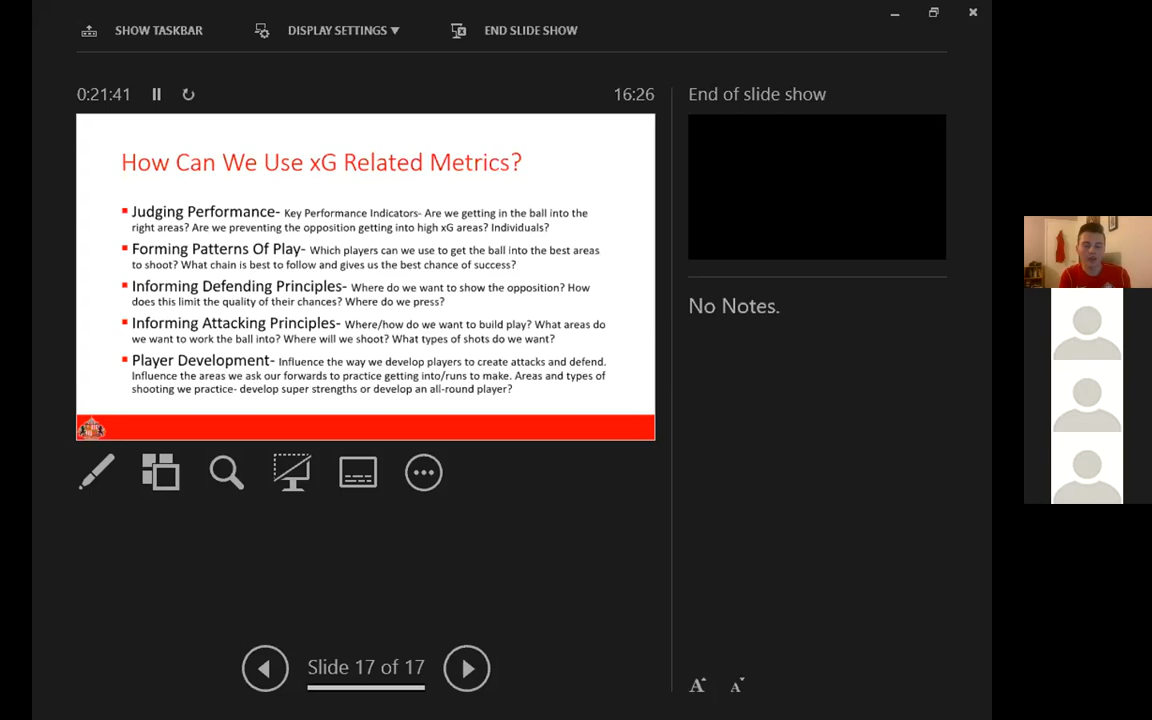 SHOW TASKBAR
DISPLAY SETTINGS ▼
END SLIDE SHOW
0:21:41
16:26
End of slide show
How Can We Use xG Related Metrics?
Judging Performance- Key Performance Indicators- Are we getting in the ball into the
right areas? Are we preventing the opposition getting into high xG areas? Individuals?
Forming Patterns Of Play- Which players can we use to get the ball into the best areas
to shoot? What chain is best to follow and gives us the best chance of success?
Informing Defending Principles- Where do we want to show the opposition? How
does this limit the quality of their chances? Where do we press?
Informing Attacking Principles- Where/how do we want to build play? What areas do
we want to work the ball into? Where will we shoot? What types of shots do we want?
Player Development- Influence the way we develop players to create attacks and defend.
Influence the areas we ask our forwards to practice getting into/runs to make. Areas and types of
shooting we practice- develop super strengths or develop an all-round player?
No Notes.
Slide 17 of 17
A A